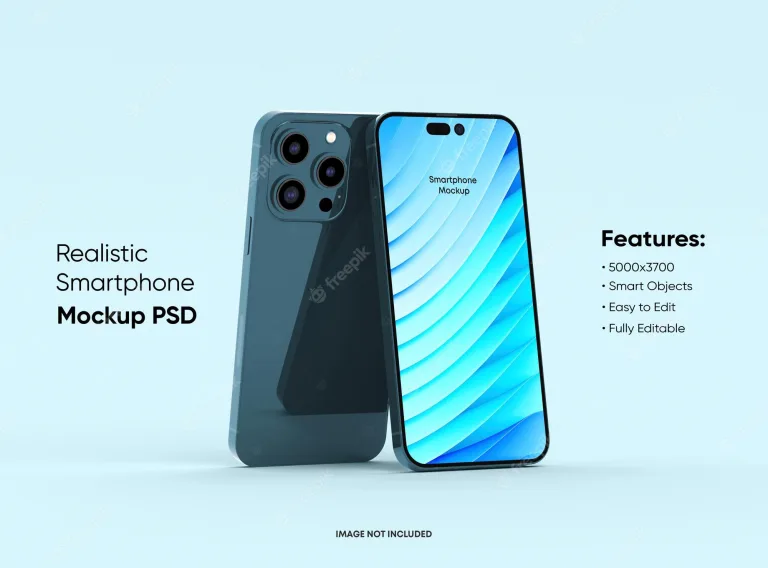 Realistic
Smartphone
Mockup PSD
Smartphone
Mockup
Features:
• 5000x3700
• Smart Objects
• Easy to Edit
• Fully Editable
freepik
freepik
IMAGE NOT INCLUDED